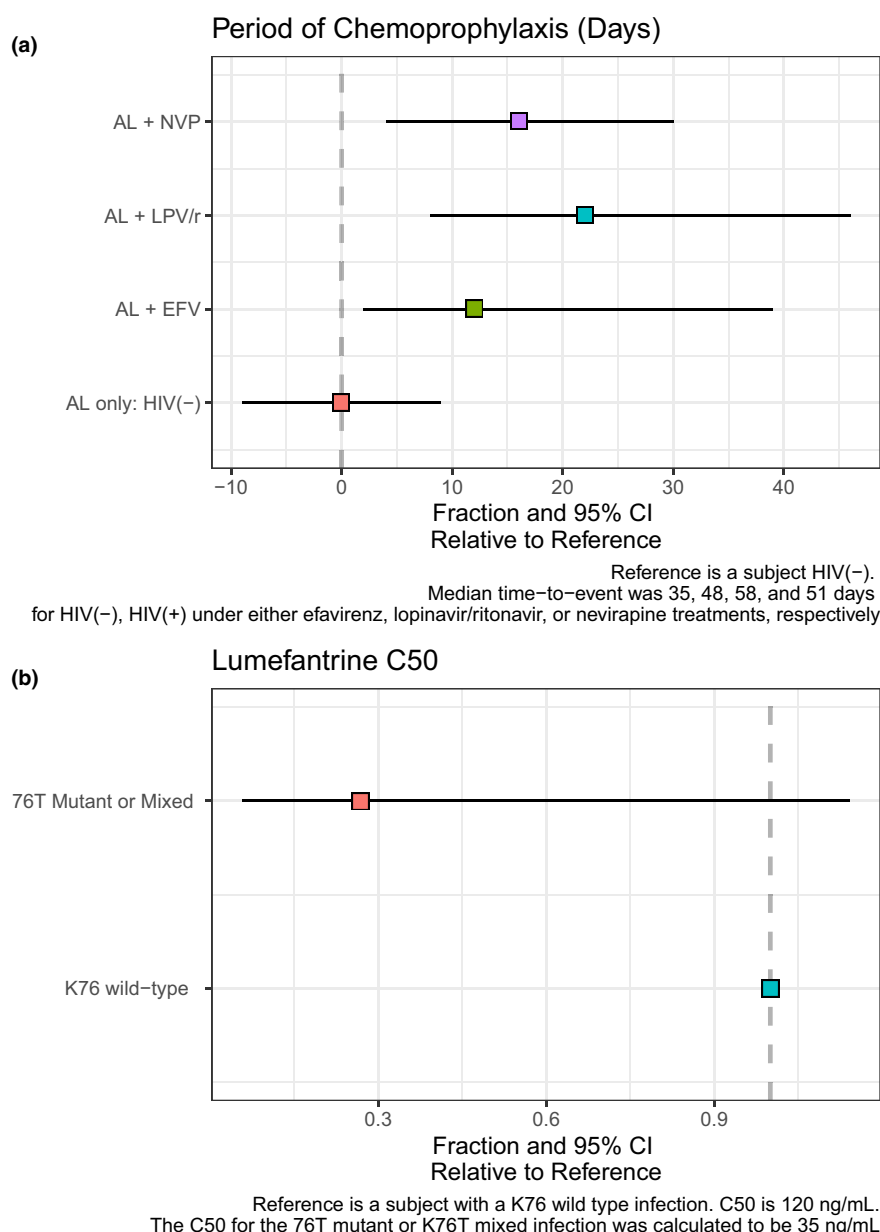 (a)
Period of Chemoprophylaxis (Days)
AL + NVP
AL + LPV/r
AL + EFV
AL only: HIV(−)
−10 0 10 20 30 40
Fraction and 95% CI
Relative to Reference
Reference is a subject HIV(−).
Median time−to−event was 35, 48, 58, and 51 days
for HIV(−), HIV(+) under either efavirenz, lopinavir/ritonavir, or nevirapine treatments, respectively
(b)
Lumefantrine C50
76T Mutant or Mixed
K76 wild−type
0.3 0.6 0.9
Fraction and 95% CI
Relative to Reference
Reference is a subject with a K76 wild type infection. C50 is 120 ng/mL.
The C50 for the 76T mutant or K76T mixed infection was calculated to be 35 ng/mL